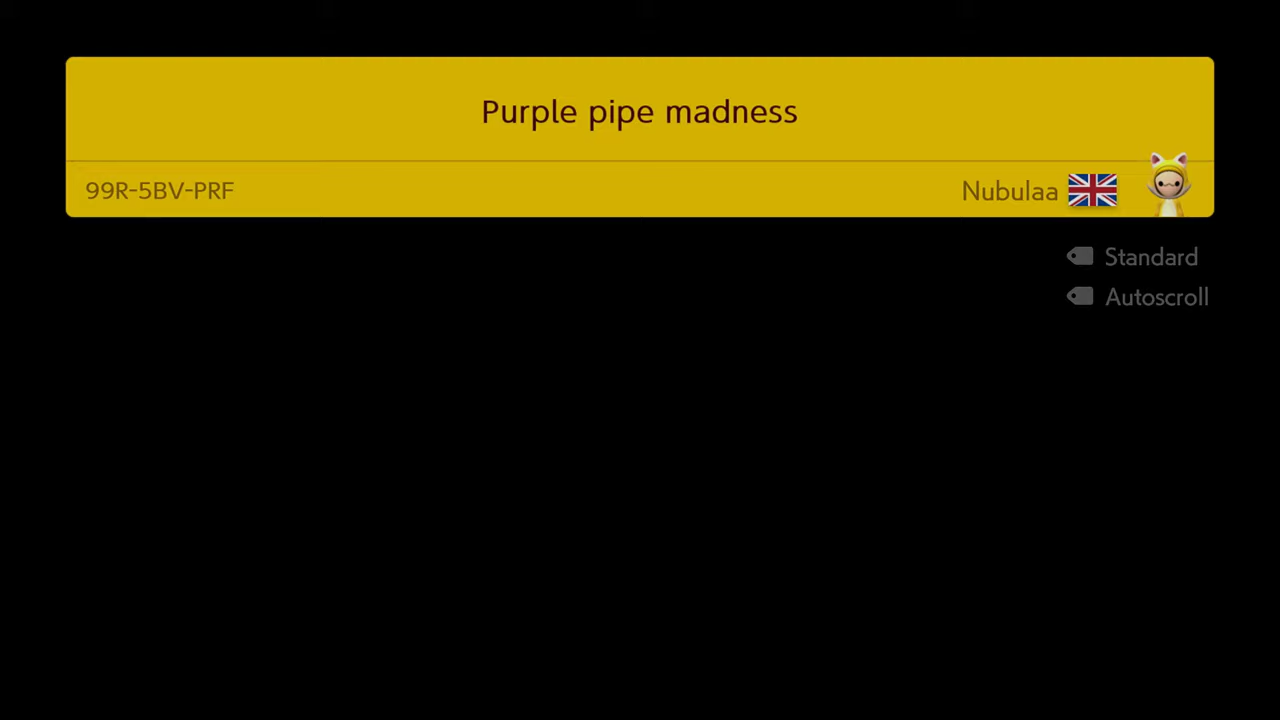 Purple pipe madness
99R-5BV-PRF
Nubulaa
Standard
Autoscroll